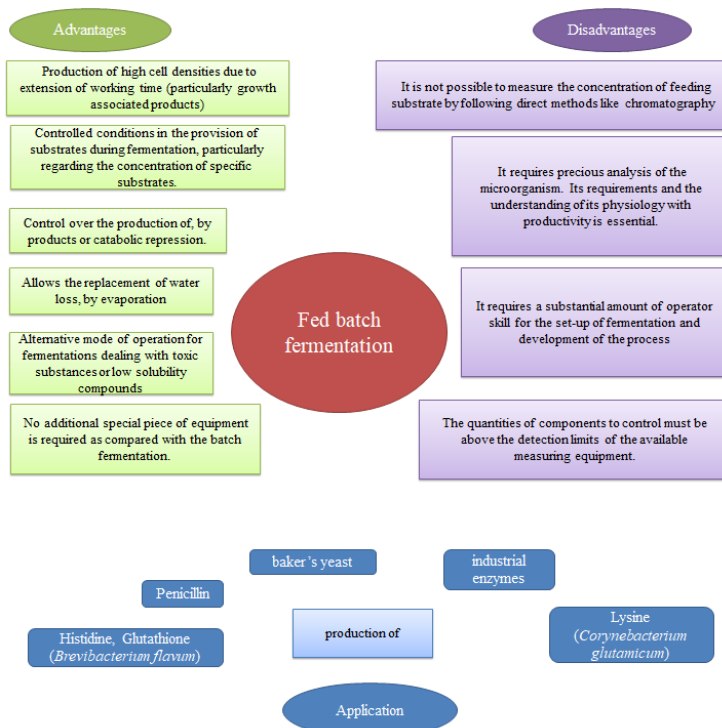 Advantages
Production of high cell densities due to
extension of working time (particularly growth
associated products)
Controlled conditions in the provision of
substrates during fermentation, particularly
regarding the concentration of specific
substrates.
Control over the production of, by
products or catabolic repression.
Allows the replacement of water
loss, by evaporation
Alternative mode of operation for
fermentations dealing with toxic
substances or low solubility
compounds
No additional special piece of equipment
is required as compared with the batch
fermentation.
Fed batch
fermentation
Disadvantages
It is not possible to measure the concentration of feeding
substrate by following direct methods like chromatography
It requires precious analysis of the
microorganism. Its requirements and the
understanding of its physiology with
productivity is essential.
It requires a substantial amount of operator
skill for the set-up of fermentation and
development of the process
The quantities of components to control must be
above the detection limits of the available
measuring equipment.
baker's yeast
industrial
enzymes
Penicillin
Histidine, Glutathione
(Brevibacterium flavum)
production of
Lysine
(Corynebacterium
glutamicum)
Application